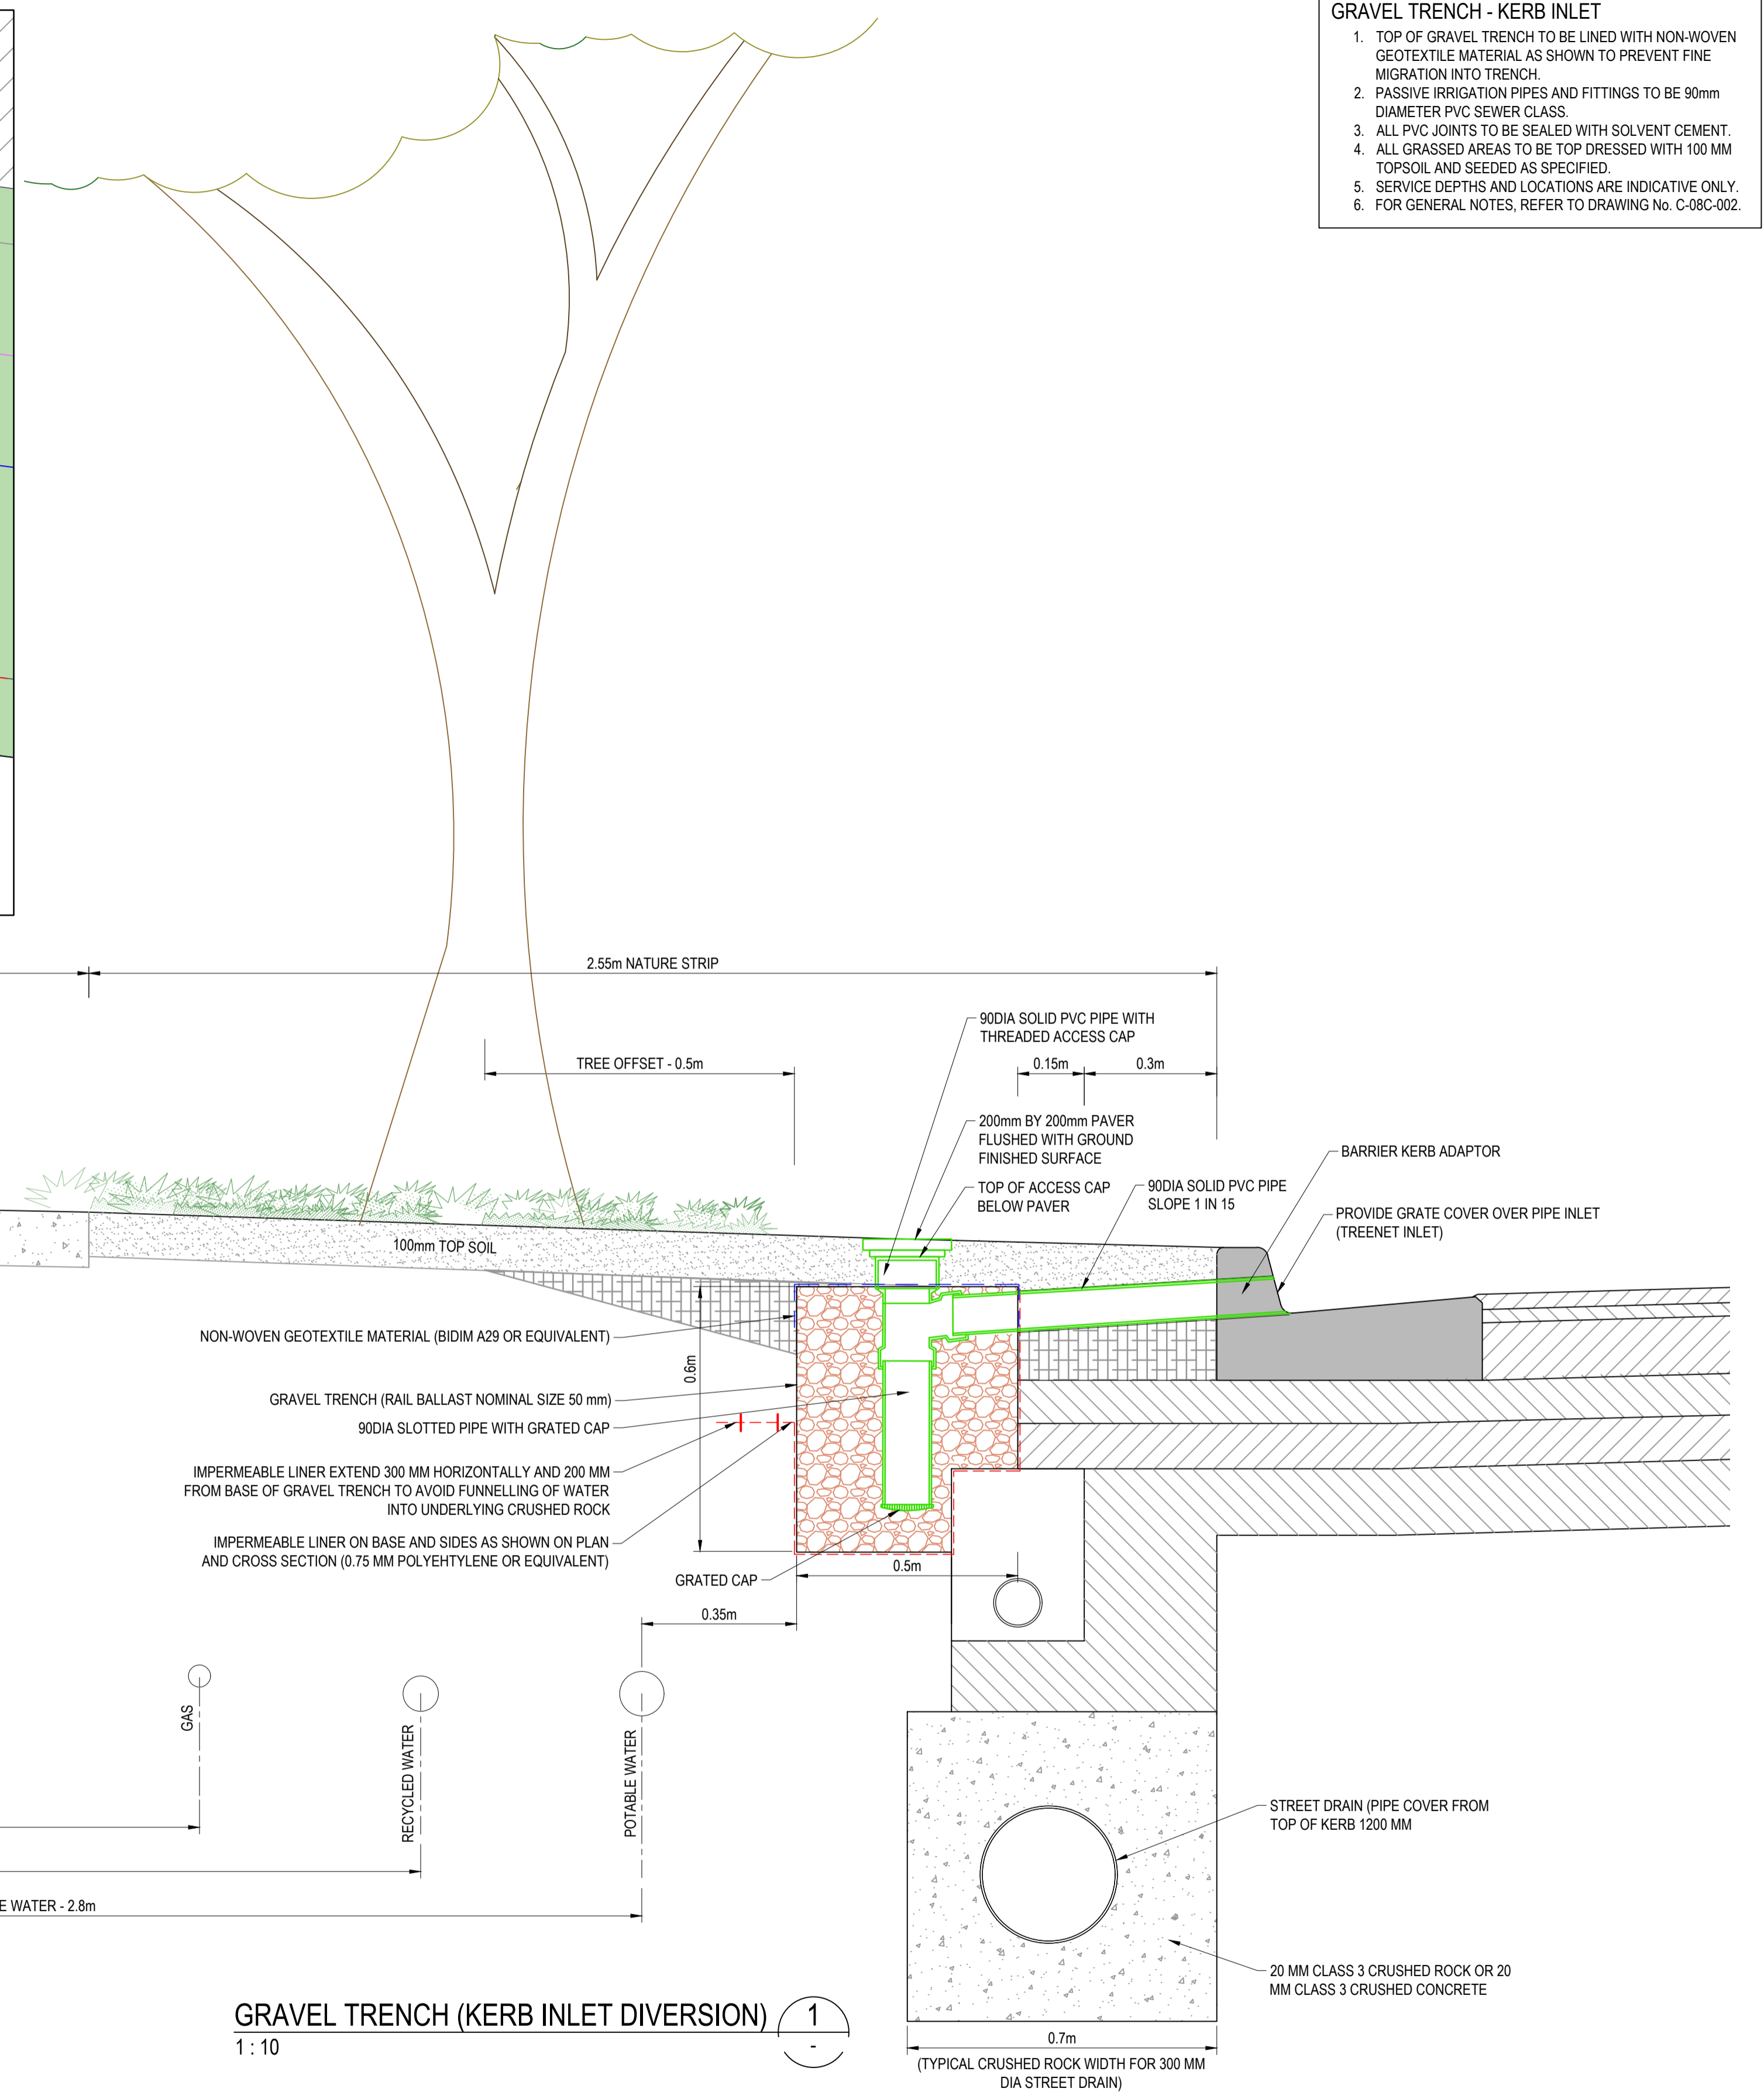 GRAVEL TRENCH - KERB INLET
1. TOP OF GRAVEL TRENCH TO BE LINED WITH NON-WOVEN
GEOTEXTILE MATERIAL AS SHOWN TO PREVENT FINE
MIGRATION INTO TRENCH.
2. PASSIVE IRRIGATION PIPES AND FITTINGS TO BE 90mm
DIAMETER PVC SEWER CLASS.
3. ALL PVC JOINTS TO BE SEALED WITH SOLVENT CEMENT.
4. ALL GRASSED AREAS TO BE TOP DRESSED WITH 100 MM
TOPSOIL AND SEEDED AS SPECIFIED.
5. SERVICE DEPTHS AND LOCATIONS ARE INDICATIVE ONLY.
6. FOR GENERAL NOTES, REFER TO DRAWING No. C-08C-002.
2.55m NATURE STRIP
90DIA SOLID PVC PIPE WITH
THREADED ACCESS CAP
TREE OFFSET - 0.5m
0.15m
0.3m
200mm BY 200mm PAVER
FLUSHED WITH GROUND
FINISHED SURFACE
BARRIER KERB ADAPTOR
TOP OF ACCESS CAP
BELOW PAVER
90DIA SOLID PVC PIPE
SLOPE 1 IN 15
PROVIDE GRATE COVER OVER PIPE INLET
(TREENET INLET)
100mm TOP SOIL
NON-WOVEN GEOTEXTILE MATERIAL (BIDIM A29 OR EQUIVALENT)
0.6m
GRAVEL TRENCH (RAIL BALLAST NOMINAL SIZE 50 mm)
90DIA SLOTTED PIPE WITH GRATED CAP
IMPERMEABLE LINER EXTEND 300 MM HORIZONTALLY AND 200 MM
FROM BASE OF GRAVEL TRENCH TO AVOID FUNNELLING OF WATER
INTO UNDERLYING CRUSHED ROCK
IMPERMEABLE LINER ON BASE AND SIDES AS SHOWN ON PLAN
AND CROSS SECTION (0.75 MM POLYEHTYLENE OR EQUIVALENT)
0.5m
GRATED CAP
0.35m
GAS
RECYCLED WATER
POTABLE WATER
STREET DRAIN (PIPE COVER FROM
TOP OF KERB 1200 MM
E WATER - 2.8m
20 MM CLASS 3 CRUSHED ROCK OR 20
MM CLASS 3 CRUSHED CONCRETE
GRAVEL TRENCH (KERB INLET DIVERSION)
1
1 : 10
-
0.7m
(TYPICAL CRUSHED ROCK WIDTH FOR 300 MM
DIA STREET DRAIN)